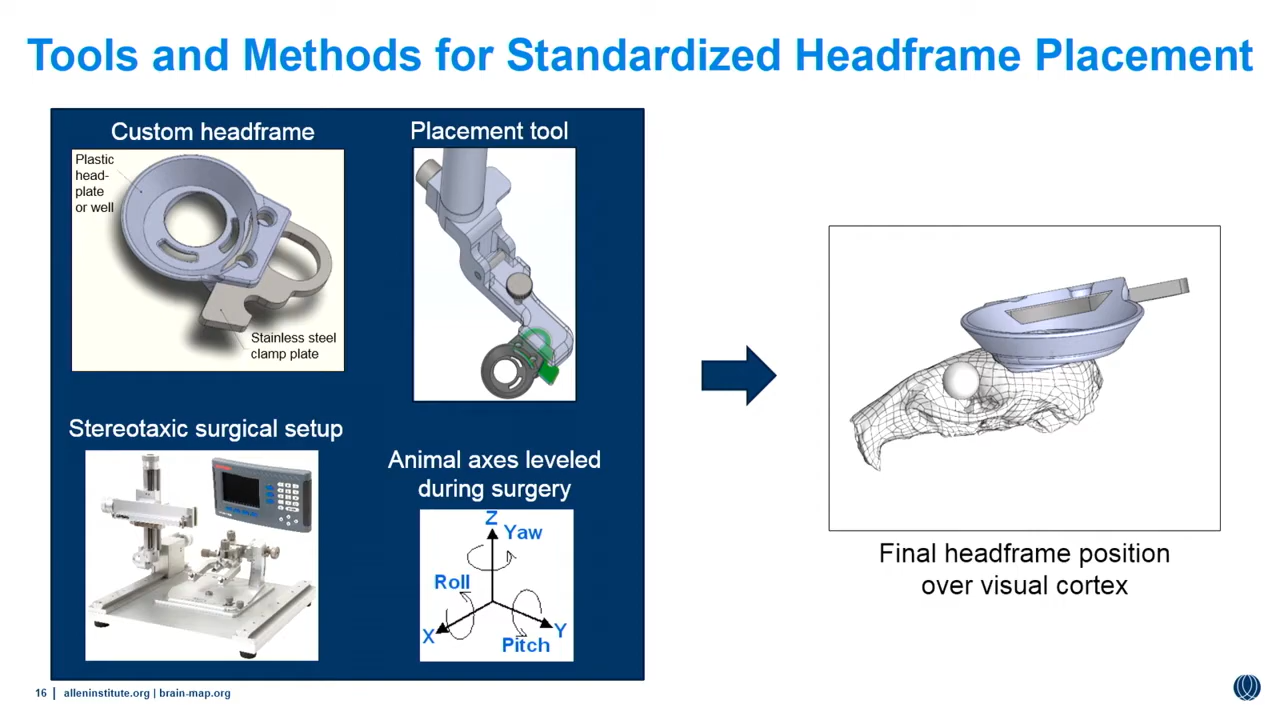 Tools and Methods for Standardized Headframe Placement
Custom headframe
Plastic
head-
plate
or well
Stainless steel
clamp plate
Placement tool
Stereotaxic surgical setup
Animal axes leveled
during surgery
Z
Yaw
Roll
X
Y
Pitch
Final headframe position
over visual cortex
16 | alleninstitute.org | brain-map.org